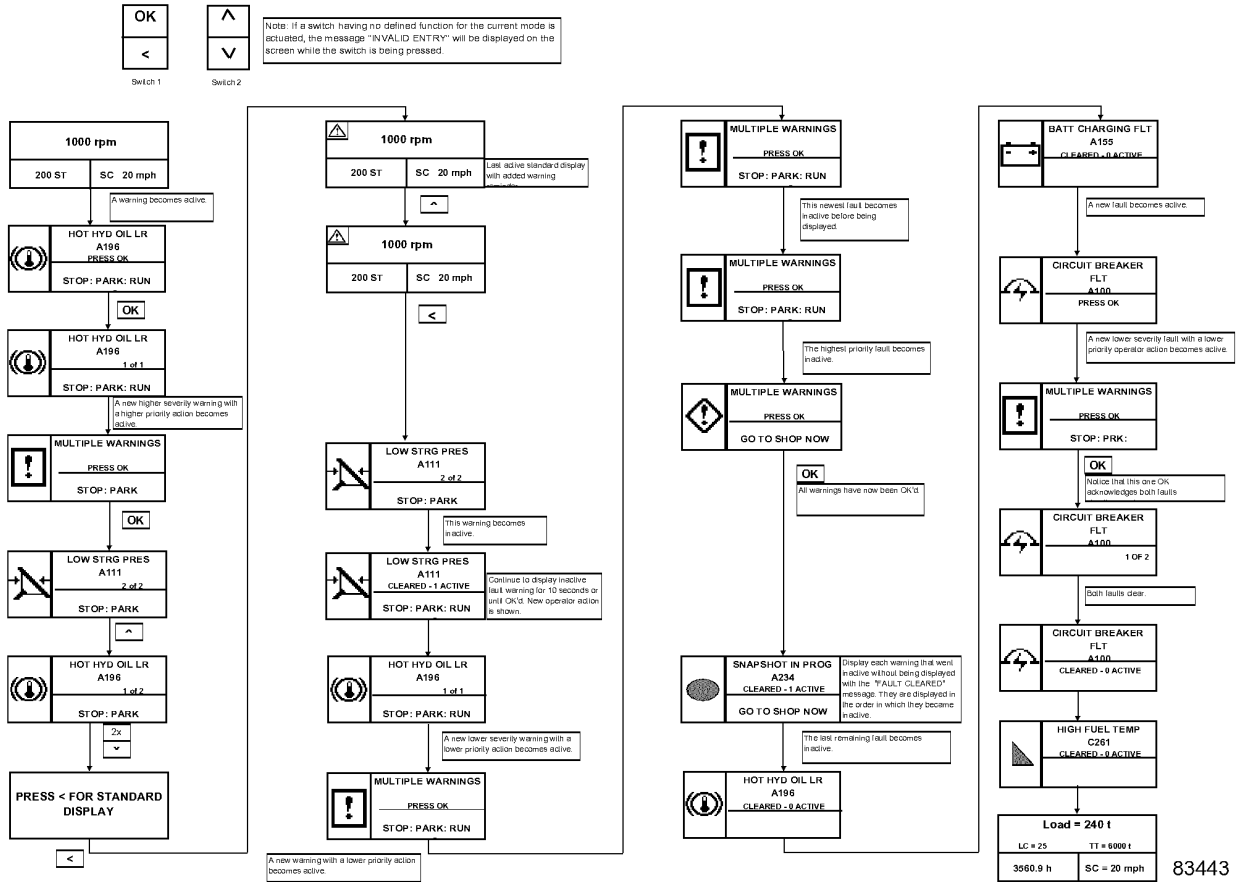 OK
<
Switch 1
^
v
Switch 2
Note: If a switch having no defined function for the current mode is
actuated, the message "INVALID ENTRY" will be displayed on the
screen while the switch is being pressed.
1000 rpm
200 ST
SC 20 mph
A warning becomes active.
HOT HYD OIL LR
A196
PRESS OK
STOP: PARK: RUN
OK
HOT HYD OIL LR
A196
1 of 1
STOP: PARK: RUN
A new higher severity warning with
a higher priority action becomes
active.
MULTIPLE WARNINGS
PRESS OK
STOP: PARK
OK
LOW STRG PRES
A111
2 of 2
STOP: PARK
^
HOT HYD OIL LR
A196
1 of 2
STOP: PARK
2x
v
PRESS < FOR STANDARD
DISPLAY
<
1000 rpm
200 ST
SC 20 mph
Last active standard display
with added warning
^
1000 rpm
200 ST
SC 20 mph
<
LOW STRG PRES
A111
2 of 2
STOP: PARK
This warning becomes
inactive.
LOW STRG PRES
A111
CLEARED - 1 ACTIVE
STOP: PARK: RUN
Continue to display inactive
fault warning for 10 seconds or
until OK'd. New operator action
is shown.
HOT HYD OIL LR
A196
1 of 1
STOP: PARK: RUN
A new lower severity warning with a
lower priority action becomes active.
MULTIPLE WARNINGS
PRESS OK
STOP: PARK: RUN
A new warning with a lower priority action
becomes active.
MULTIPLE WARNINGS
PRESS OK
STOP: PARK: RUN
This newest fault becomes
inactive before being
displayed.
MULTIPLE WARNINGS
PRESS OK
STOP: PARK: RUN
The highest priority fault becomes
inactive.
MULTIPLE WARNINGS
PRESS OK
GO TO SHOP NOW
OK
All warnings have now been OK'd.
SNAPSHOT IN PROG
A234
CLEARED - 1 ACTIVE
GO TO SHOP NOW
Display each warning that went
inactive without being displayed
with the "FAULT CLEARED"
message. They are displayed in
the order in which they became
inactive.
The last remaining fault becomes
inactive.
HOT HYD OIL LR
A196
CLEARED - 0 ACTIVE
BATT CHARGING FLT
A155
CLEARED - 0 ACTIVE
A new fault becomes active.
CIRCUIT BREAKER
FLT
A100
PRESS OK
A new lower severity fault with a lower
priority operator action becomes active.
MULTIPLE WARNINGS
PRESS OK
STOP: PRK:
OK
Notice that this one OK
acknowledges both faults
CIRCUIT BREAKER
FLT
A100
1 OF 2
Both faults clear.
CIRCUIT BREAKER
FLT
A100
CLEARED - 0 ACTIVE
HIGH FUEL TEMP
C261
CLEARED - 0 ACTIVE
Load = 240 t
LC = 25
TT = 6000 t
3560.9 h
SC = 20 mph
83443